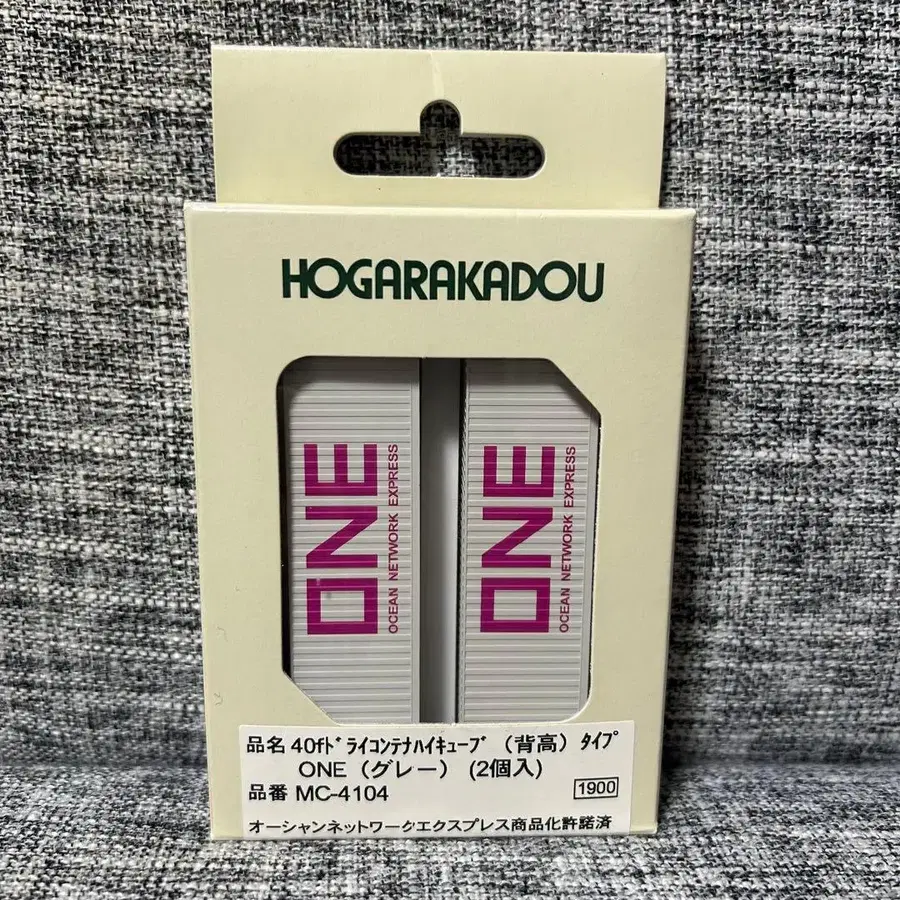 HOGARAKADOU
ONE
OCEAN NETWORK EXPRESS
ONE
OCEAN NETWORK EXPRESS
品名 40fﾄﾞﾗｲｺﾝﾃﾅﾊｲｷｭｰﾌﾞ（背高）ﾀｲﾌﾟ
ONE（グレー） (2個入)
品番 MC-4104
1900
オーシャンネットワークエクスプレス商品化許諾済